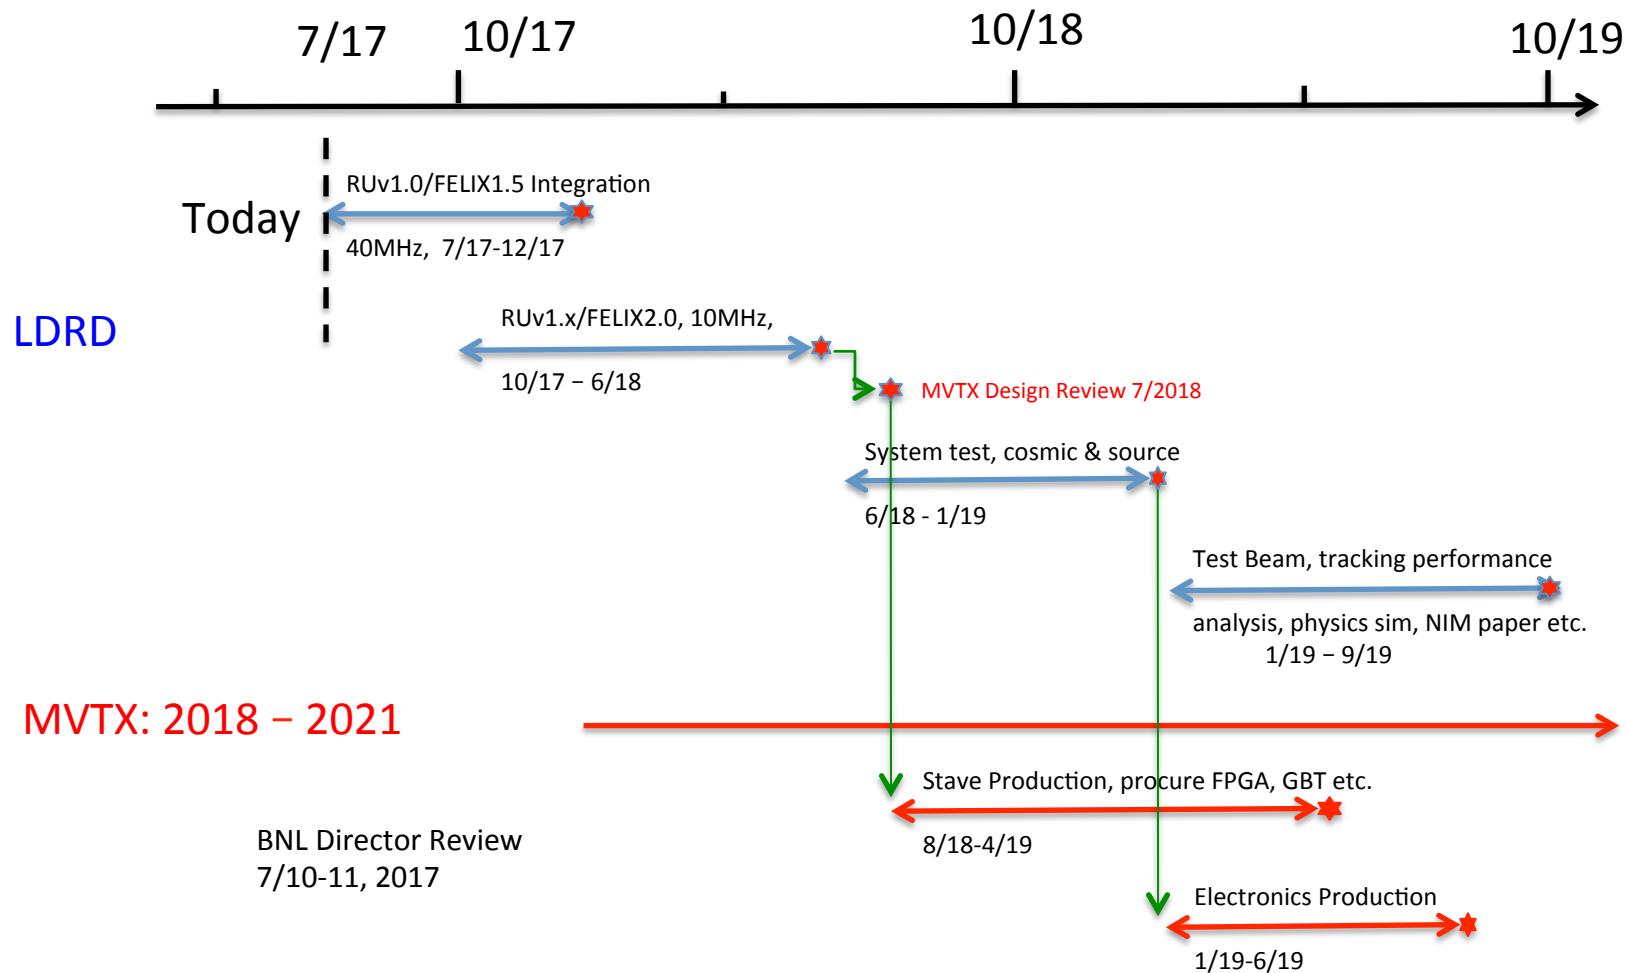 7/17
10/17
10/18
10/19
RUv1.0/FELIX1.5 Integration
Today
40MHz, 7/17-12/17
LDRD
RUv1.x/FELIX2.0, 10MHz,
10/17 – 6/18
MVTX Design Review 7/2018
System test, cosmic & source
6/18 - 1/19
Test Beam, tracking performance
analysis, physics sim, NIM paper etc.
1/19 – 9/19
MVTX: 2018 – 2021
Stave Production, procure FPGA, GBT etc.
8/18-4/19
BNL Director Review
7/10-11, 2017
Electronics Production
1/19-6/19